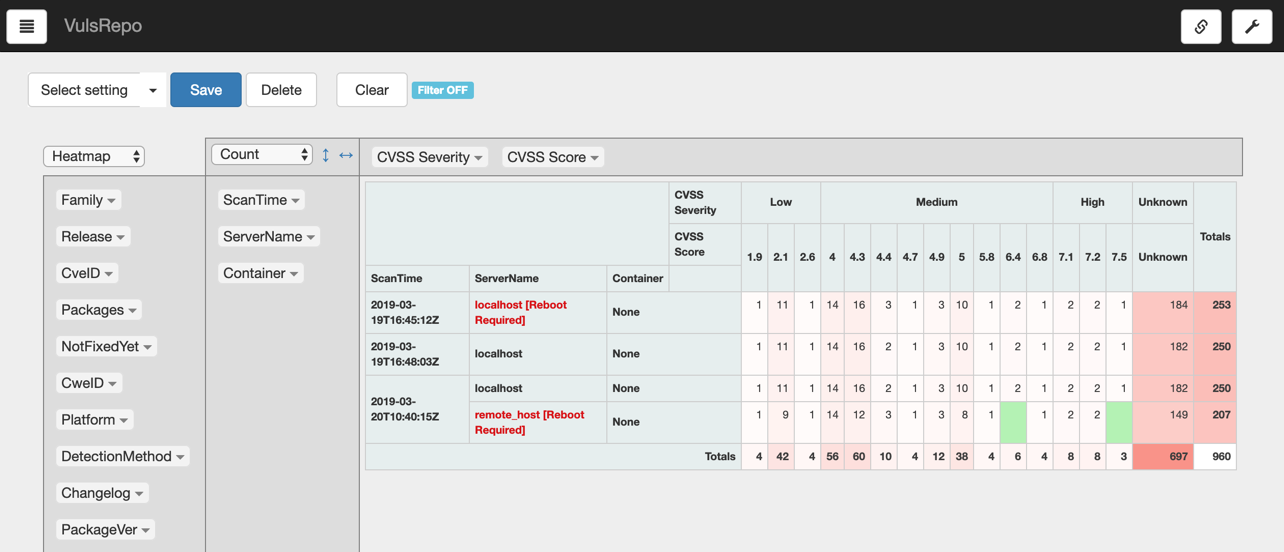 VulsRepo
Select setting Save Delete Clear Filter OFF
Heatmap Count CVSS Severity CVSS Score
Family
Release
CveID
Packages
NotFixedYet
CweID
Platform
DetectionMethod
Changelog
PackageVer
ScanTime
ServerName
Container
CVSS Severity Low Medium High Unknown Totals
CVSS Score 1.9 2.1 2.6 4 4.3 4.4 4.7 4.9 5 5.8 6.4 6.8 7.1 7.2 7.5 Unknown
ScanTime ServerName Container
2019-03-19T16:45:12Z localhost [Reboot Required] None 1 11 1 14 16 3 1 3 10 1 2 1 2 2 1 184 253
2019-03-19T16:48:03Z localhost None 1 11 1 14 16 2 1 3 10 1 2 1 2 2 1 182 250
2019-03-20T10:40:15Z localhost None 1 11 1 14 16 2 1 3 10 1 2 1 2 2 1 182 250
remote_host [Reboot Required] None 1 9 1 14 12 3 1 3 8 1 1 2 2 149 207
Totals 4 42 4 56 60 10 4 12 38 4 6 4 8 8 3 697 960